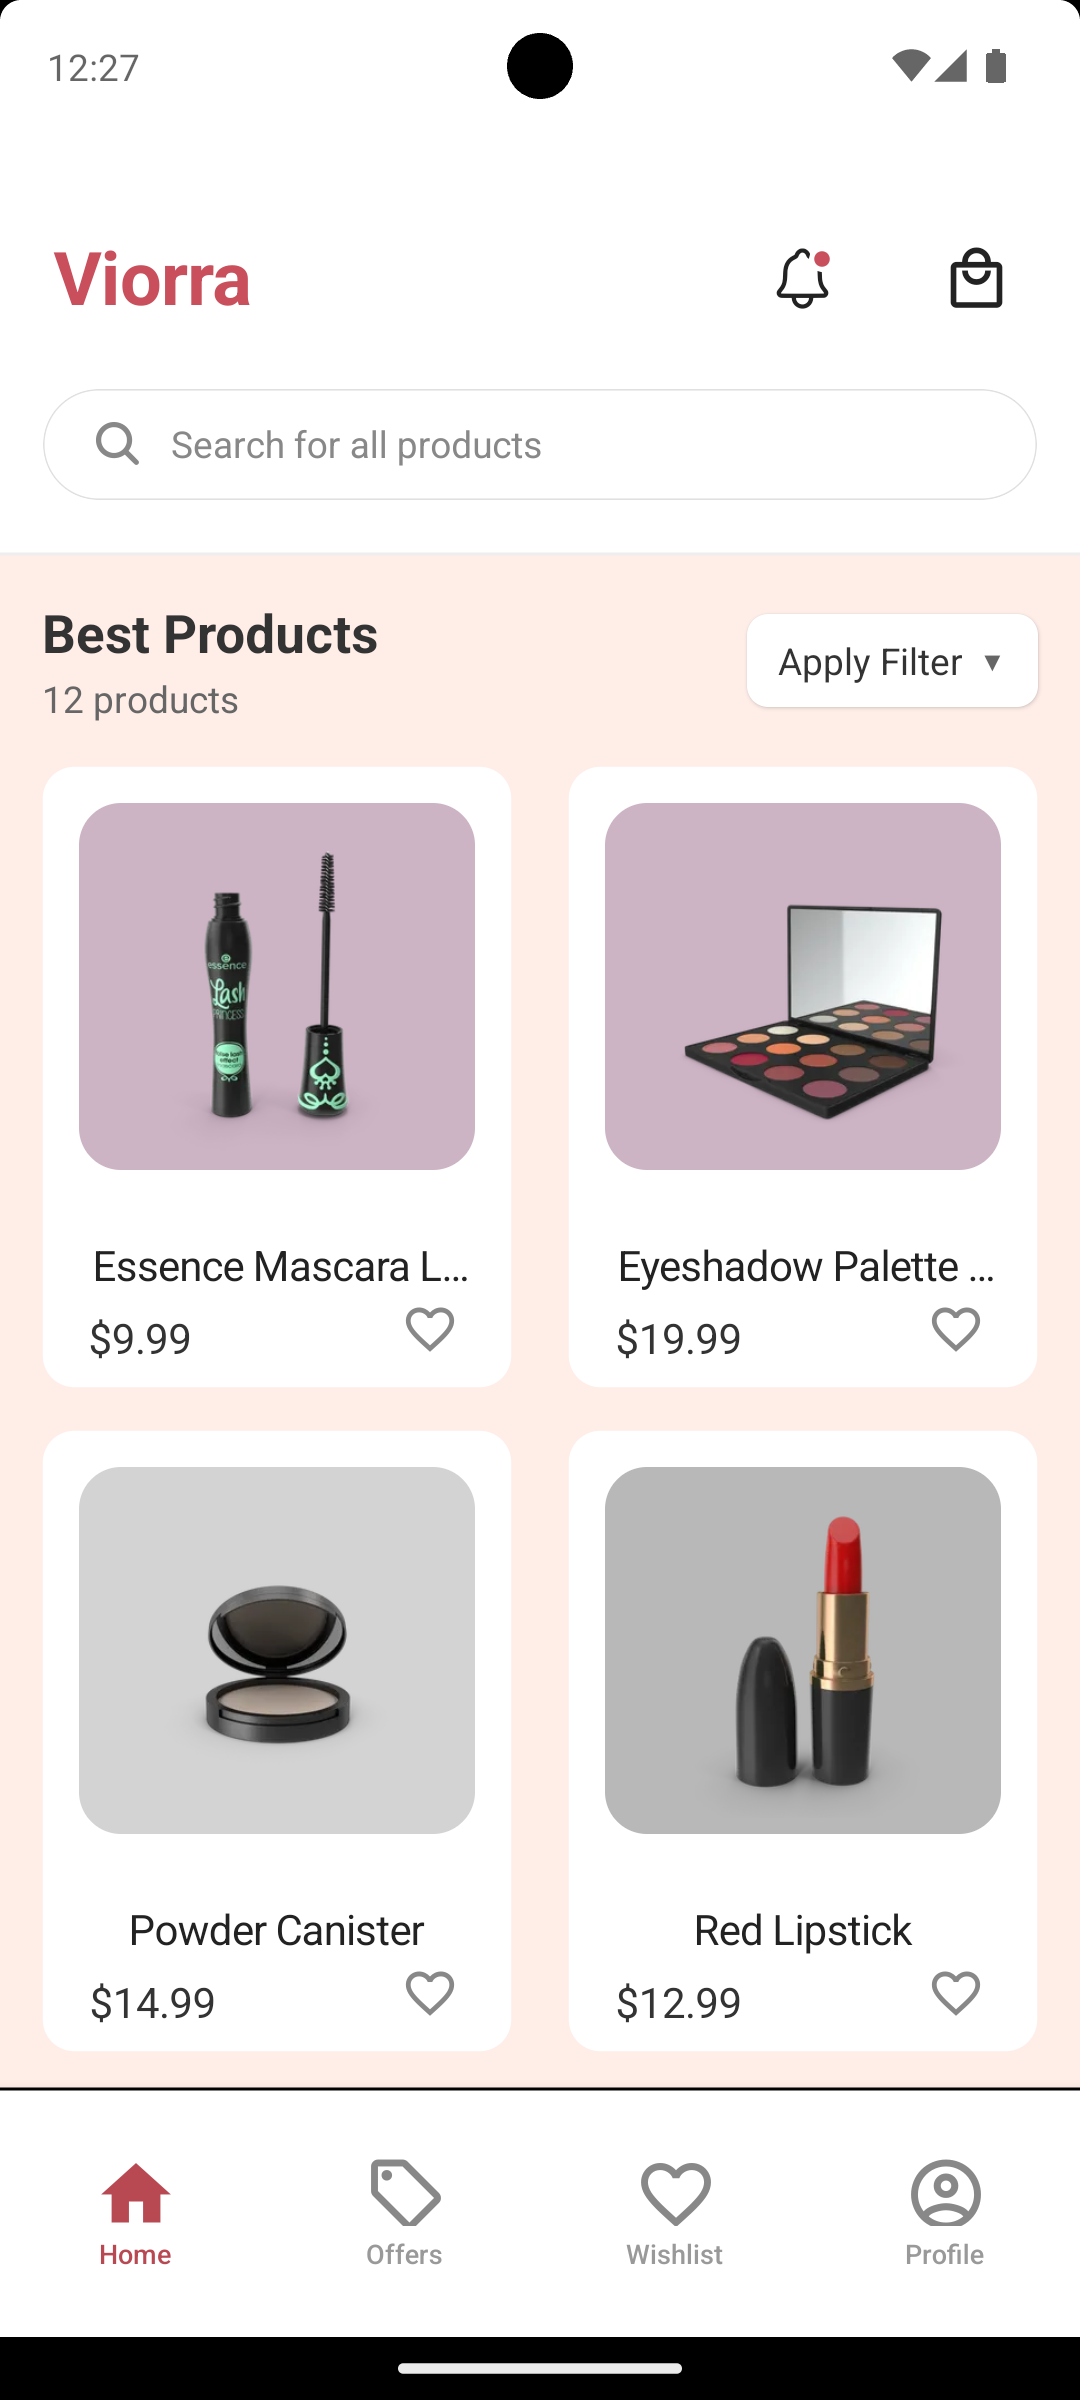 12:27
Viorra
Search for all products
Best Products
12 products
Apply Filter ▼
essence
Lash
PRINCESS
effect
Essence Mascara L...
$9.99
Eyeshadow Palette ...
$19.99
Powder Canister
$14.99
Red Lipstick
$12.99
Home
Offers
Wishlist
Profile